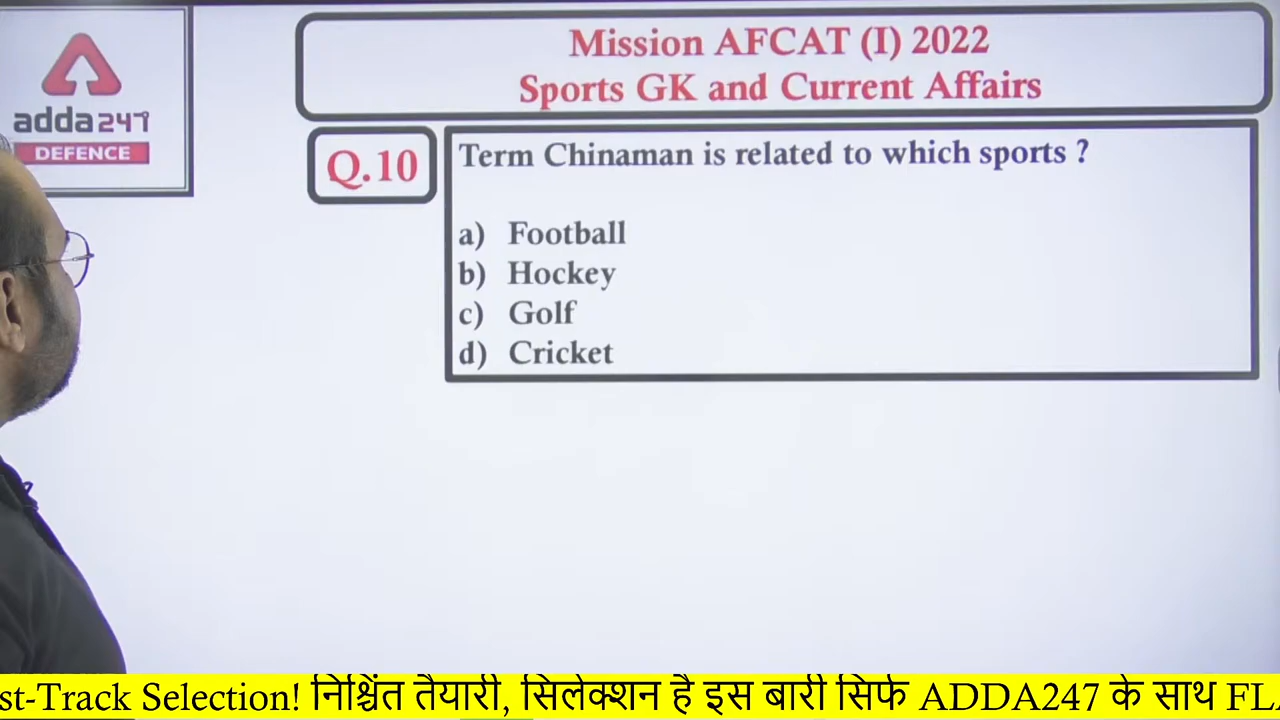 adda247
DEFENCE
Mission AFCAT (I) 2022
Sports GK and Current Affairs
Q.10
Term Chinaman is related to which sports ?
a) Football
b) Hockey
c) Golf
d) Cricket
st-Track Selection! निश्चिंत तैयारी, सिलेक्शन है इस बारी सिर्फ ADDA247 के साथ FLA